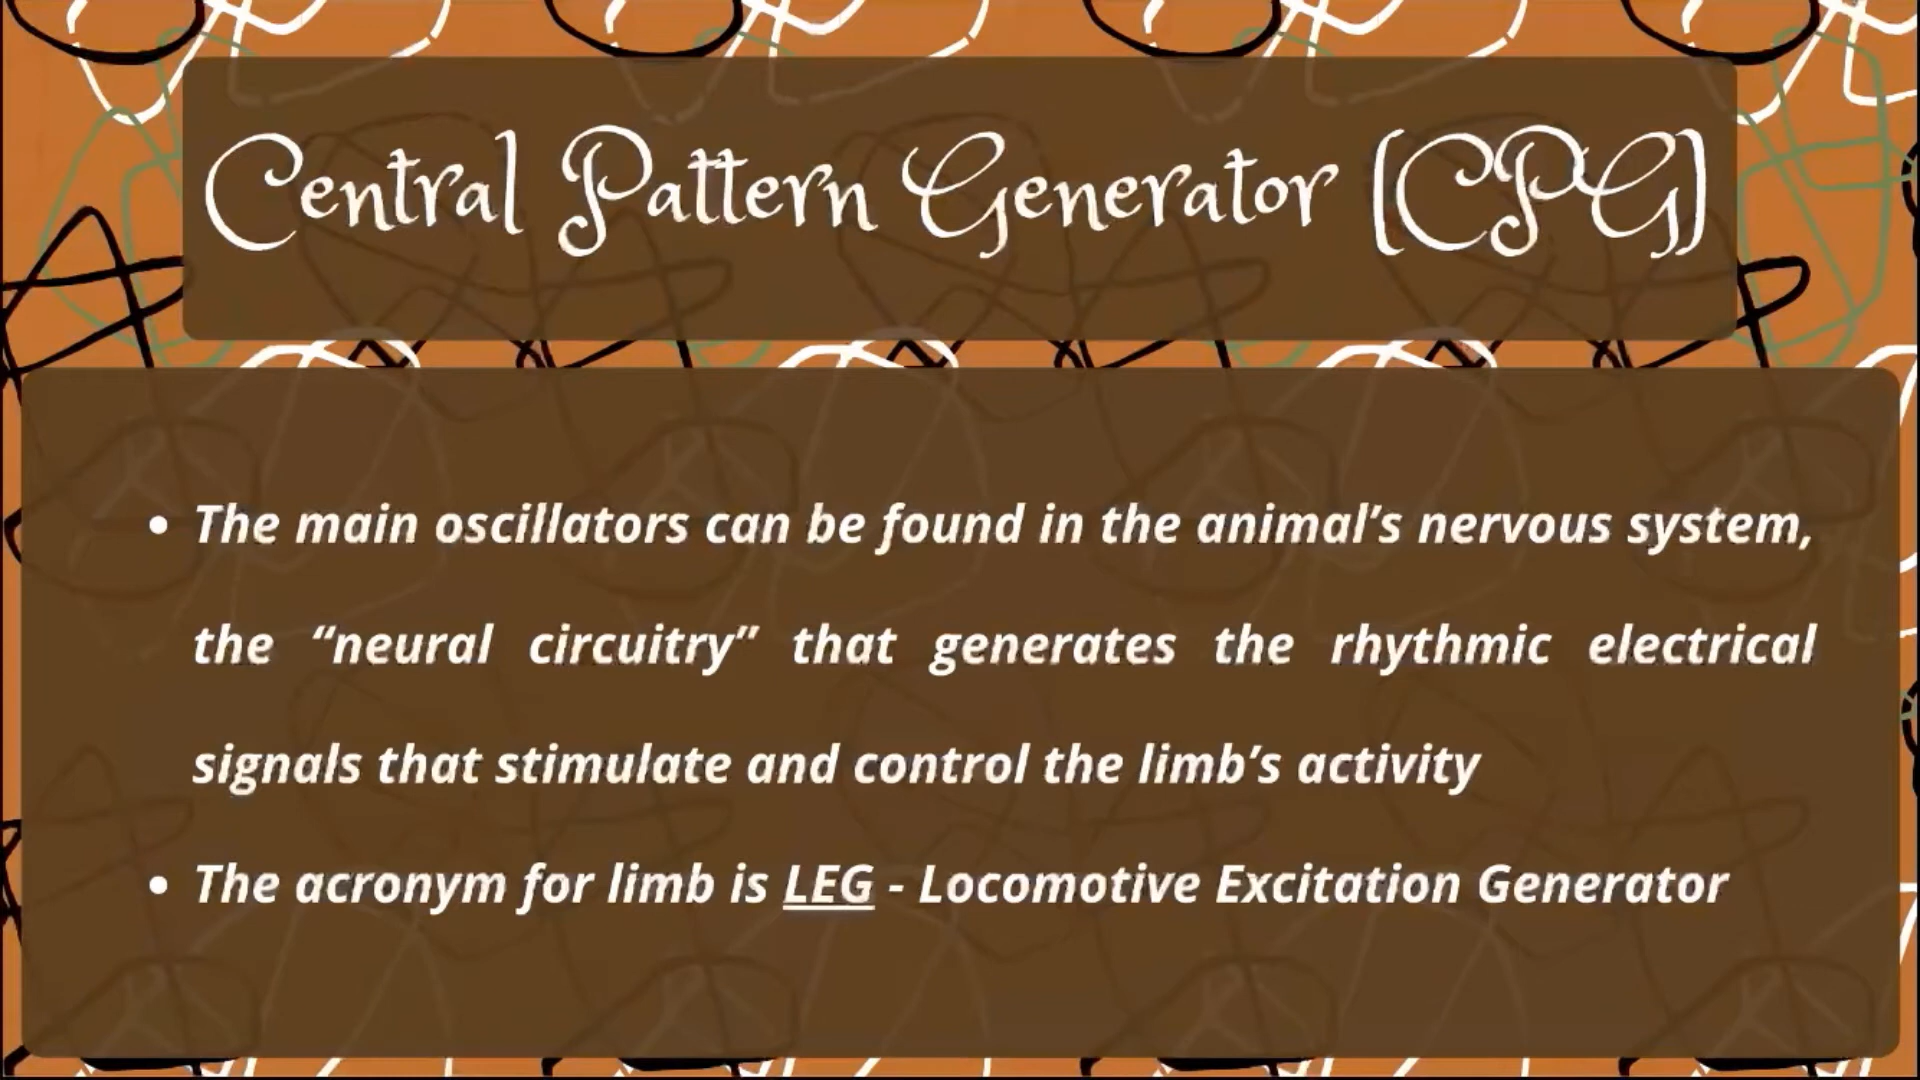 Central Pattern Generator (CPG)
• The main oscillators can be found in the animal’s nervous system,
the “neural circuitry” that generates the rhythmic electrical
signals that stimulate and control the limb’s activity
• The acronym for limb is LEG - Locomotive Excitation Generator